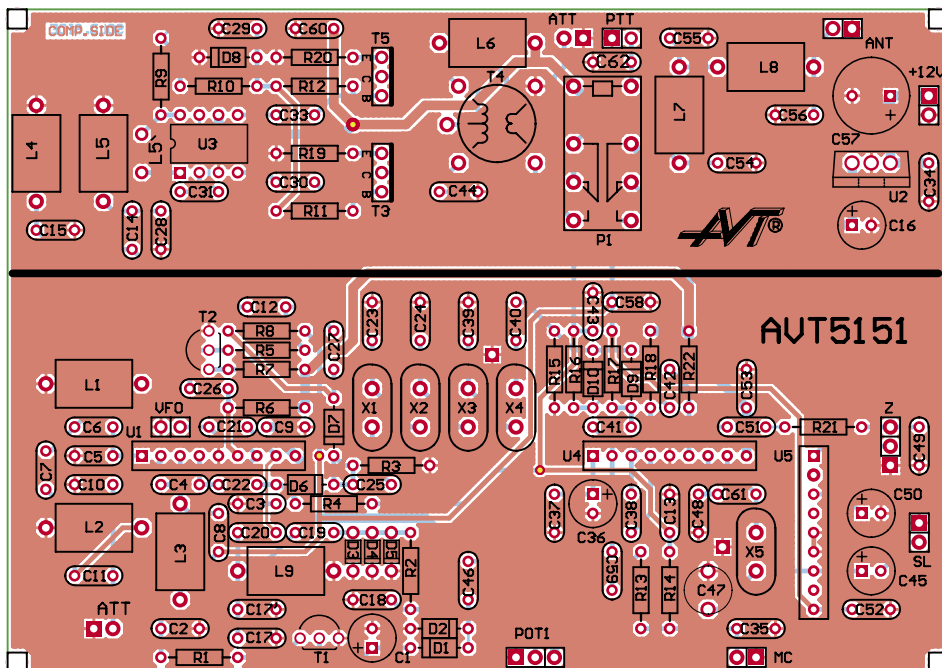 COMP.SIDE
C29
C60
T5
ATT
PTT
C55
ANT
+12V
R9
D8
R20
E
C
B
L6
C62
L8
R10
R12
T4
C33
L7
C56
C57
L4
L5
L5'
U3
R19
E
C
B
C54
U2
C34
C31
C30
C44
R11
T3
P1
AVT®
C16
C15
C14
C28
C12
C23
C24
C39
C40
C43
C58
T2
R8
R5
R7
C27
AVT5151
R15
R16
D10
R17
D9
R18
C42
R22
C53
L1
C26
X1
X2
X3
X4
C6
VFO
R6
C21
C9
D7
C41
C51
R21
Z
C49
U1
U4
U5
C7
C5
R3
C10
C4
C22
D6
C25
C3
R4
C37
C36
C38
C13
C48
C61
C50
L2
L3
C8
C20
C19
D3
D4
D5
R2
X5
SL
C11
L9
C46
C59
R13
R14
C47
C45
ATT
C17'
C18
C52
C2
C17
T1
C1
D2
D1
C35
R1
POT1
MC